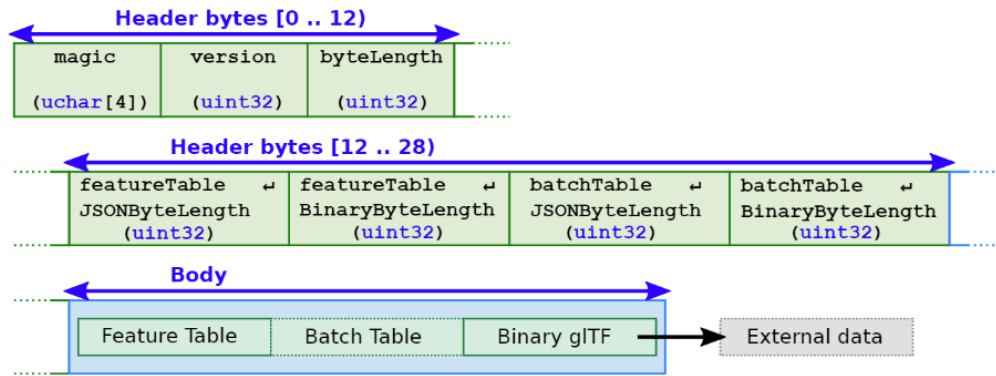 Header bytes [0 .. 12)
magic version byteLength
(uchar[4]) (uint32) (uint32)
Header bytes [12 .. 28)
featureTable ↵ featureTable ↵ batchTable ↵ batchTable ↵
JSONByteLength BinaryByteLength JSONByteLength BinaryByteLength
(uint32) (uint32) (uint32) (uint32)
Body
Feature Table Batch Table Binary glTF External data